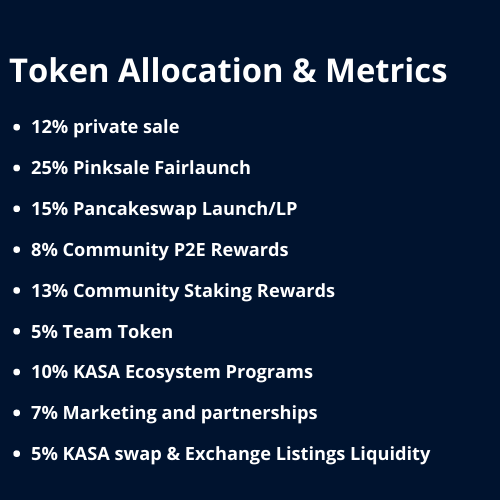 Token Allocation & Metrics
• 12% private sale
• 25% Pinksale Fairlaunch
• 15% Pancakeswap Launch/LP
• 8% Community P2E Rewards
• 13% Community Staking Rewards
• 5% Team Token
• 10% KASA Ecosystem Programs
• 7% Marketing and partnerships
• 5% KASA swap & Exchange Listings Liquidity